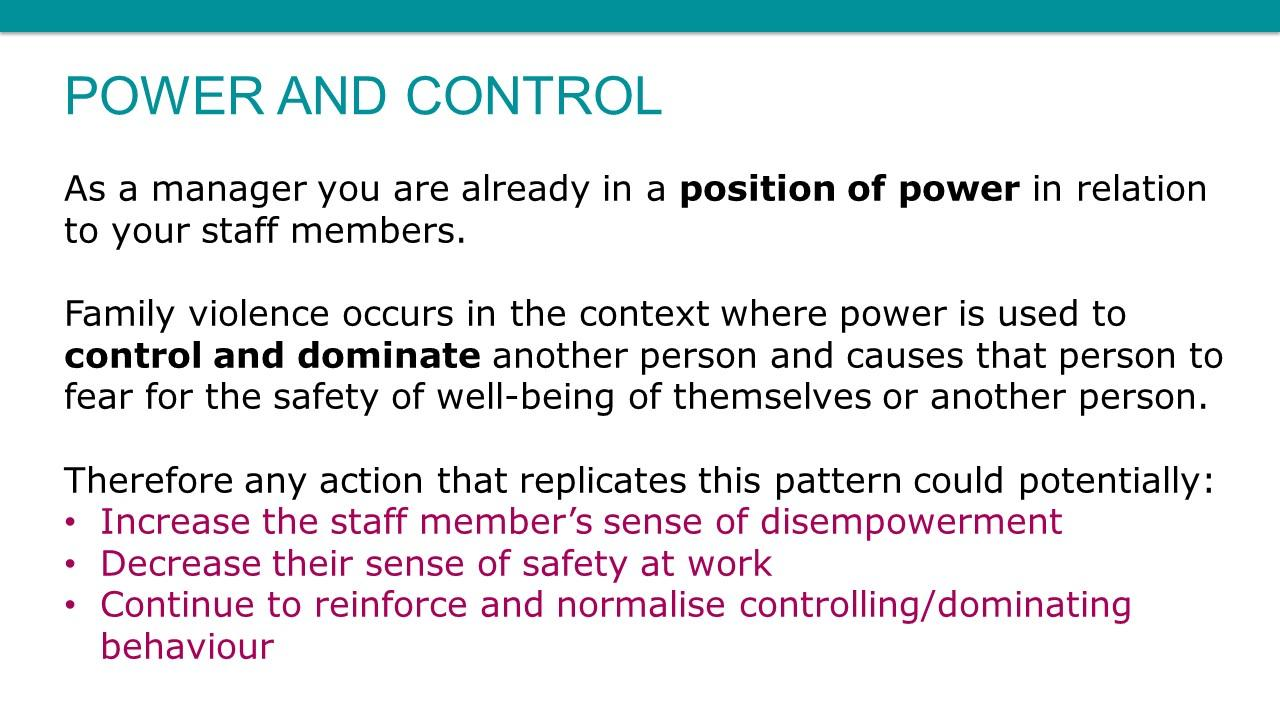 POWER AND CONTROL
As a manager you are already in a position of power in relation
to your staff members.
Family violence occurs in the context where power is used to
control and dominate another person and causes that person to
fear for the safety of well-being of themselves or another person.
Therefore any action that replicates this pattern could potentially:
• Increase the staff member’s sense of disempowerment
• Decrease their sense of safety at work
• Continue to reinforce and normalise controlling/dominating
behaviour